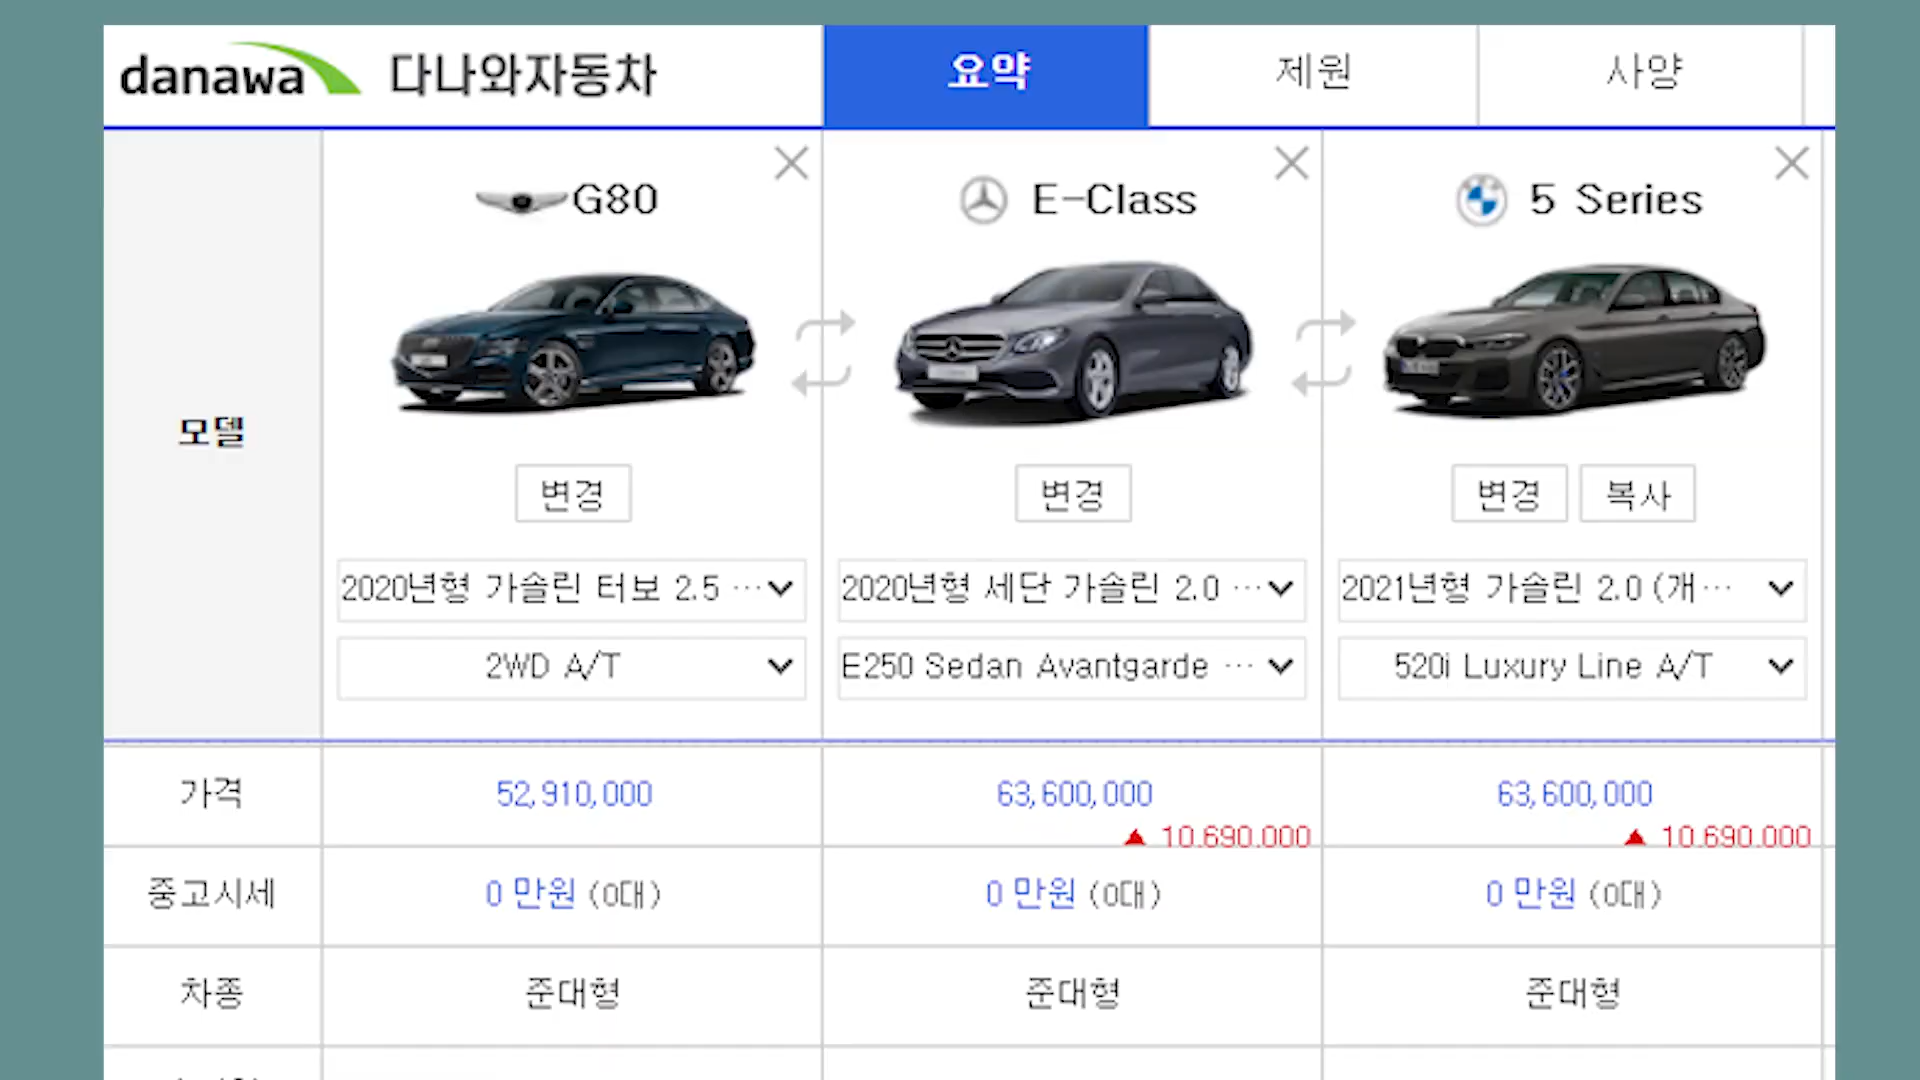 danawa 다나와자동차 요약 제원 사양
G80 E-Class 5 Series
모델
변경 변경 변경 복사
2020년형 가솔린 터보 2.5 ··· 2020년형 세단 가솔린 2.0 ··· 2021년형 가솔린 2.0 (개···
2WD A/T E250 Sedan Avantgarde ··· 520i Luxury Line A/T
가격 52,910,000 63,600,000 63,600,000
▲ 10.690.000 ▲ 10.690.000
중고시세 0 만원 (0대) 0 만원 (0대) 0 만원 (0대)
차종 준대형 준대형 준대형